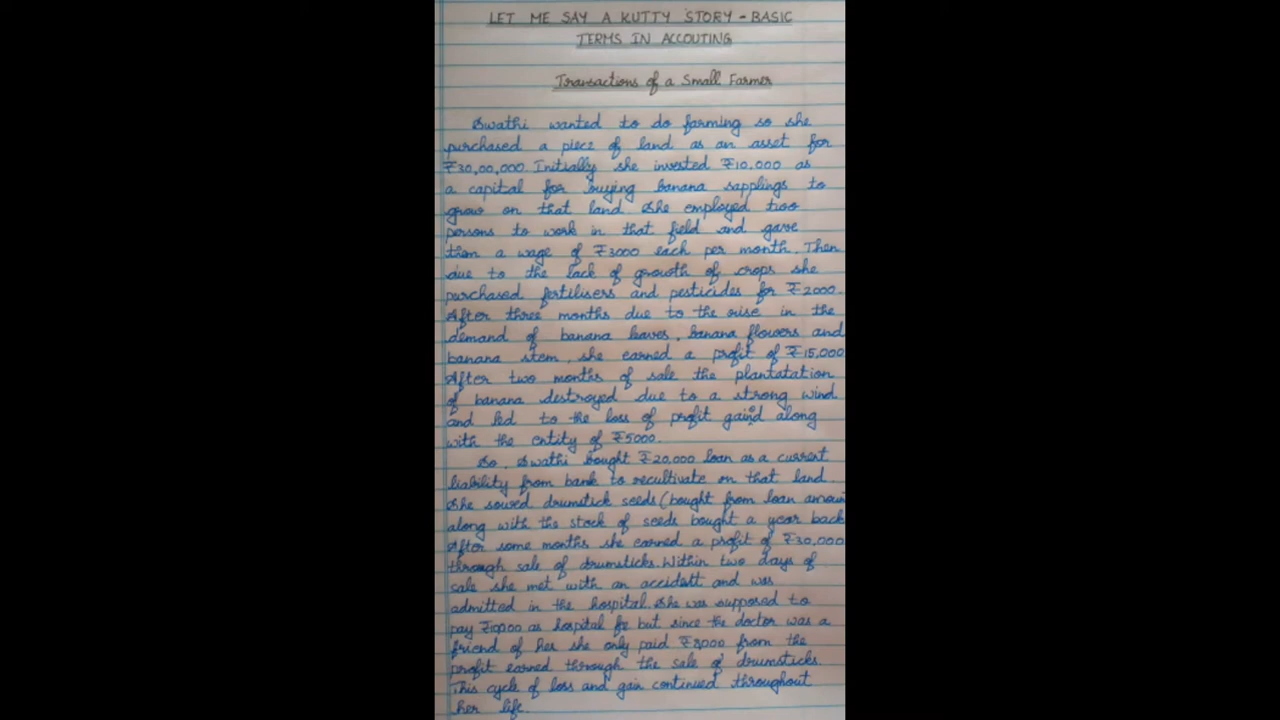 LET ME SAY A KUTTY STORY - BASIC
TERMS IN ACCOUTING
Transactions of a Small Farmer
Swathi wanted to do farming so she
purchased a piece of land as an asset for
₹30,00,000. Initially she invested ₹10,000 as
a capital for buying banana sapplings to
grow on that land. She employed two
persons to work in that field and gave
them a wage of ₹3000 each per month. Then
due to the lack of growth of crops she
purchased fertilisers and pesticides for ₹2000.
After three months due to the rise in the
demand of banana leaves, banana flowers and
banana stem, she earned a profit of ₹15,000
After two months of sale the plantatation
of banana destroyed due to a strong wind
and led to the loss of profit gained along
with the entity of ₹5000.
So, Swathi bought ₹20,000 loan as a current
liability from bank to recultivate on that land.
She sowed drumstick seeds (bought from loan amoun
along with the stock of seeds bought a year back
After some months she earned a profit of ₹30,000
through sale of drumsticks. Within two days of
sale she met with an accident and was
admitted in the hospital. She was supposed to
pay ₹10000 as hospital fee but since the doctor was a
friend of her she only paid ₹8000 from the
profit earned through the sale of drumsticks.
This cycle of loss and gain continued throughout
her life.